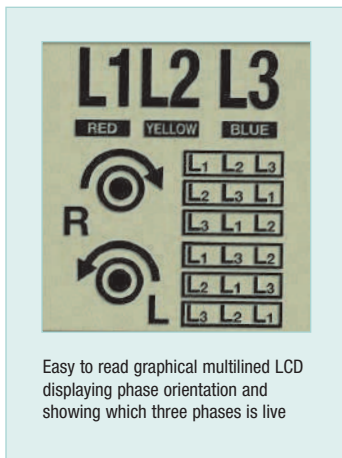 L1 L2 L3
RED YELLOW BLUE
L1 L2 L3
L2 L3 L1
R
L3 L1 L2
L1 L3 L2
L2 L1 L3
L
L3 L2 L1
Easy to read graphical multilined LCD
displaying phase orientation and
showing which three phases is live